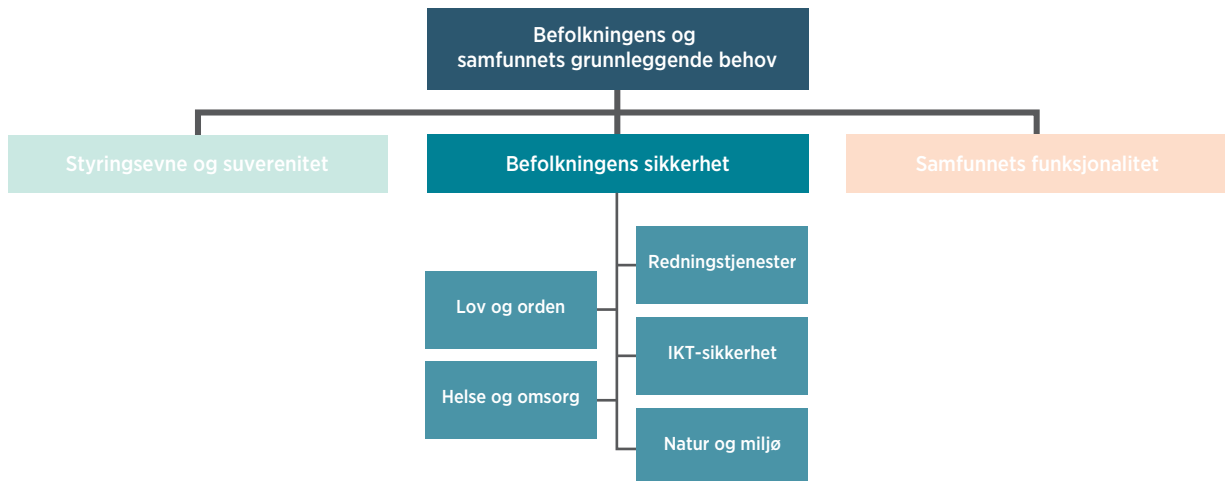 Befolkningens og
samfunnets grunnleggende behov
Styringsevne og suverenitet
Befolkningens sikkerhet
Samfunnets funksjonalitet
Redningstjenester
Lov og orden
IKT-sikkerhet
Helse og omsorg
Natur og miljø